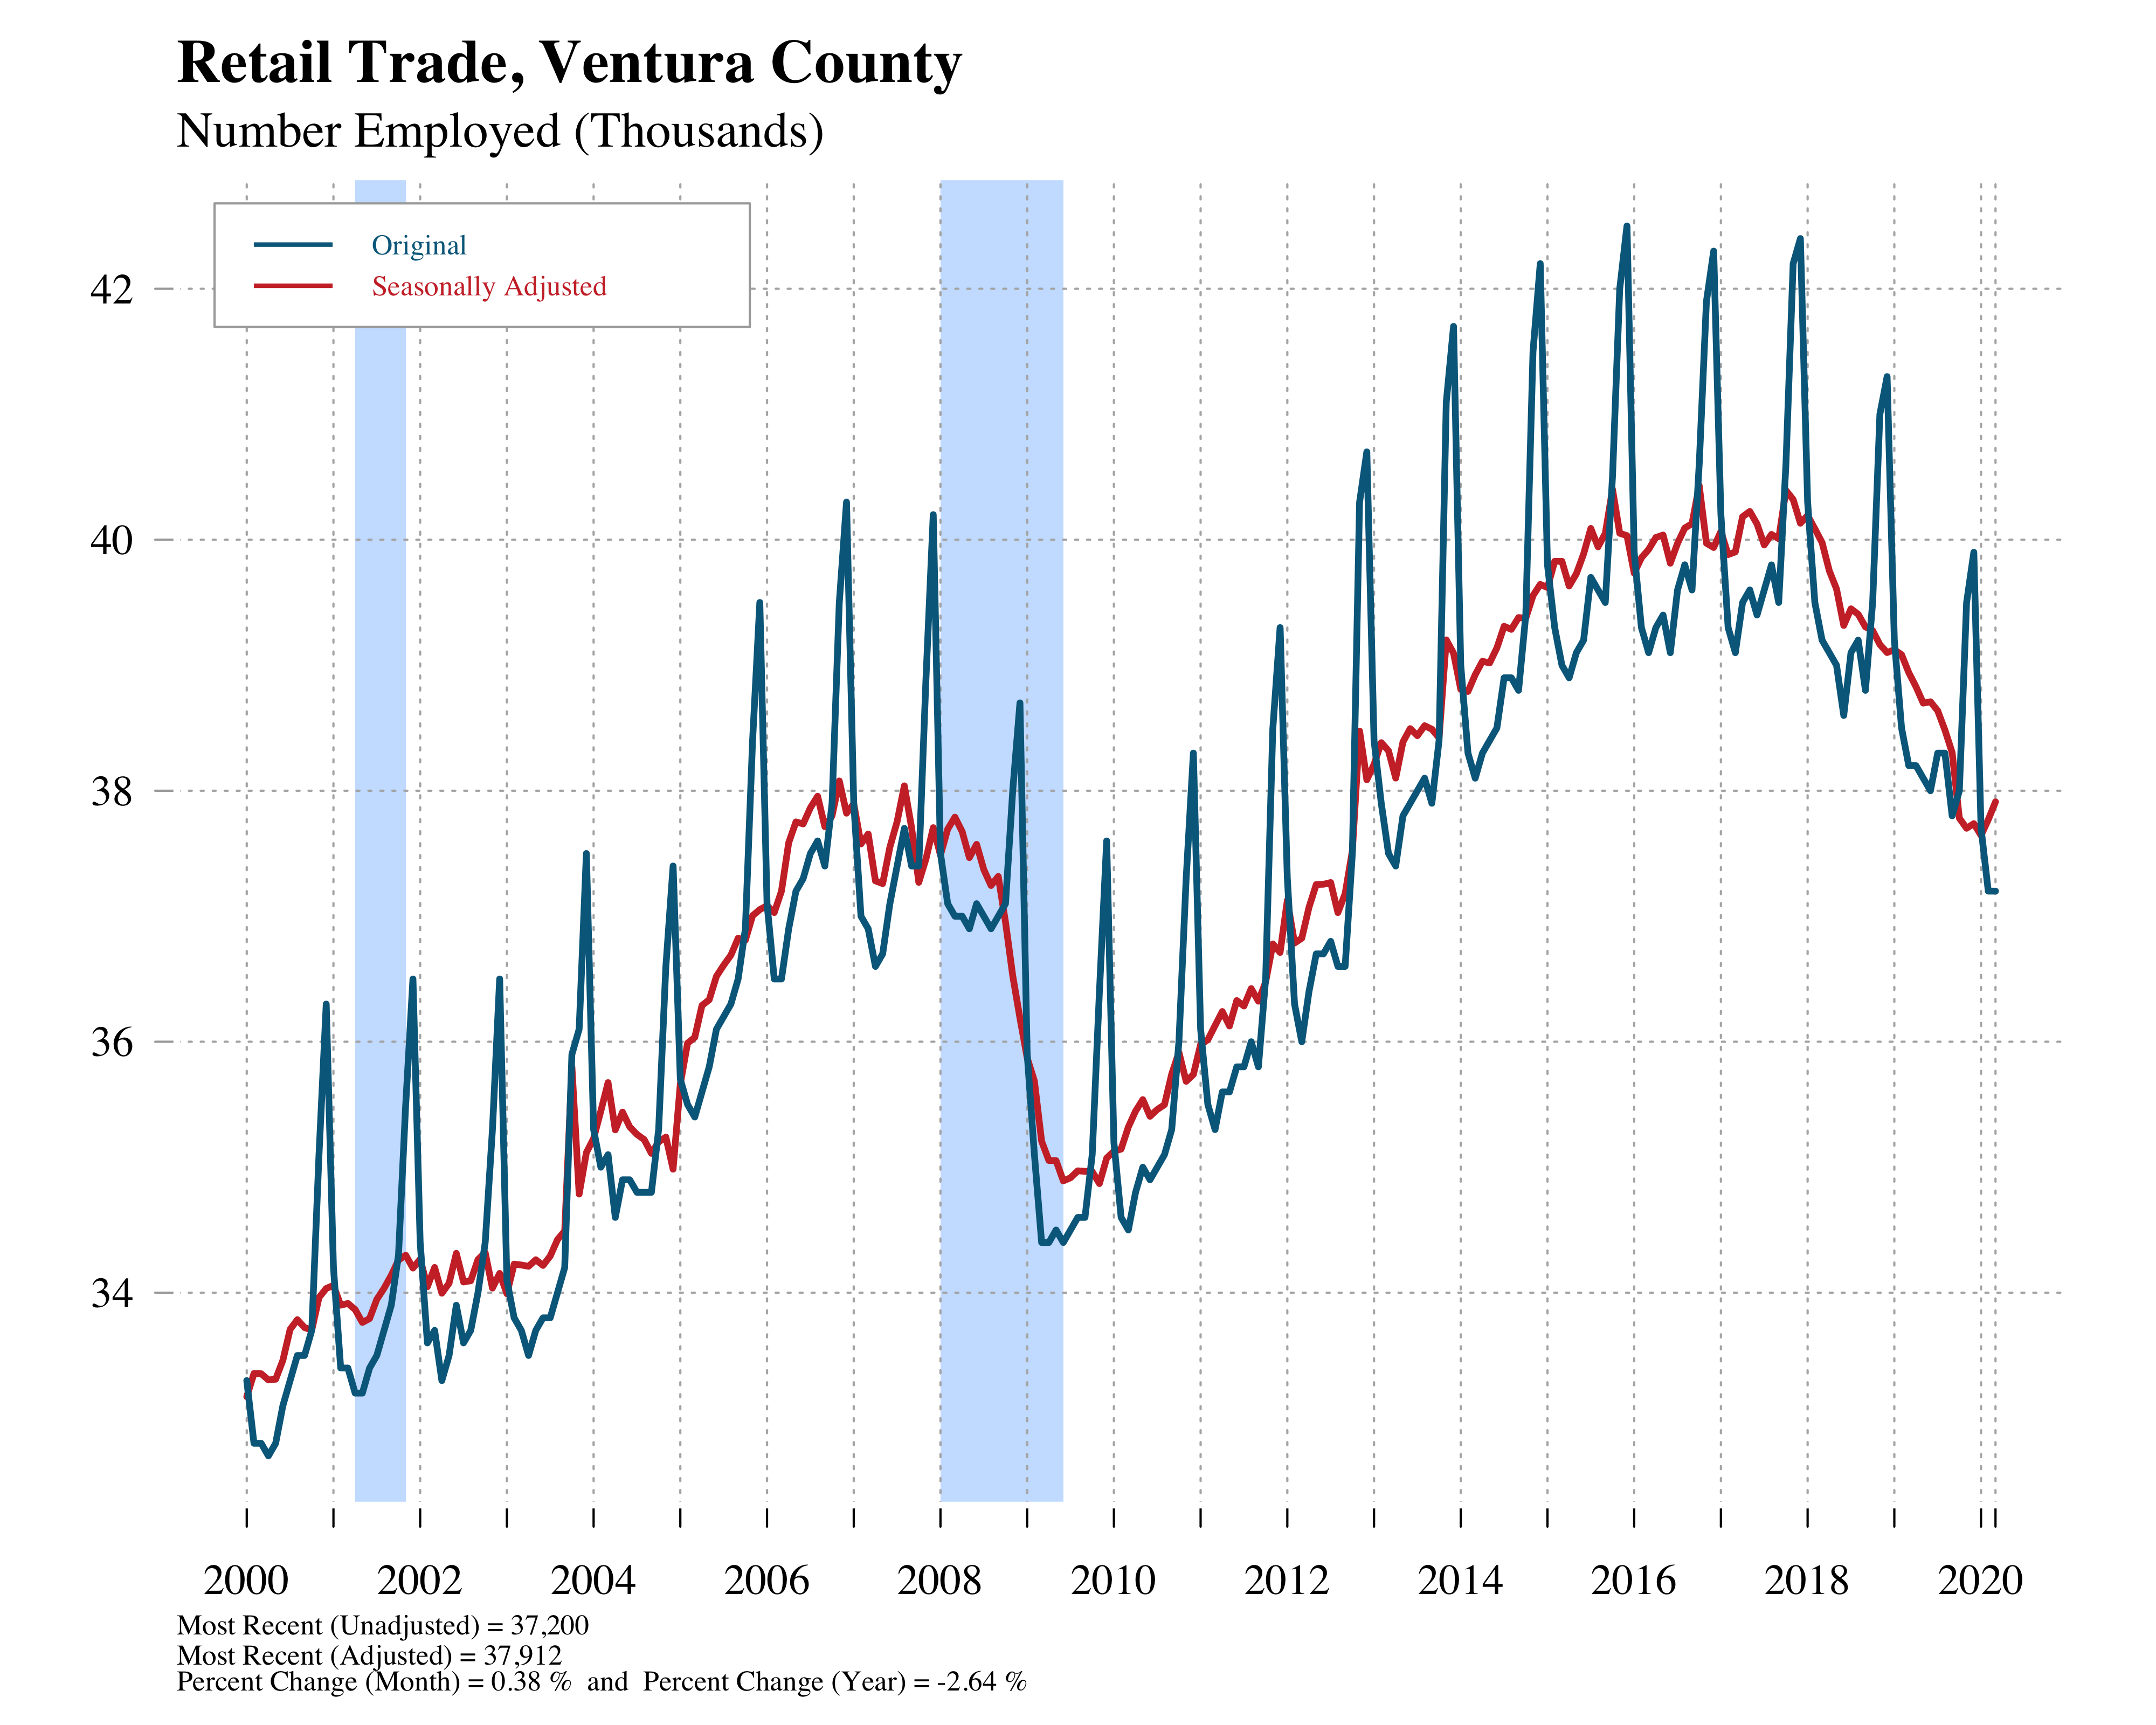 Retail Trade, Ventura County
Number Employed (Thousands)
Original
Seasonally Adjusted
42
40
38
36
34
2000 2002 2004 2006 2008 2010 2012 2014 2016 2018 2020
Most Recent (Unadjusted) = 37,200
Most Recent (Adjusted) = 37,912
Percent Change (Month) = 0.38 % and Percent Change (Year) = -2.64 %